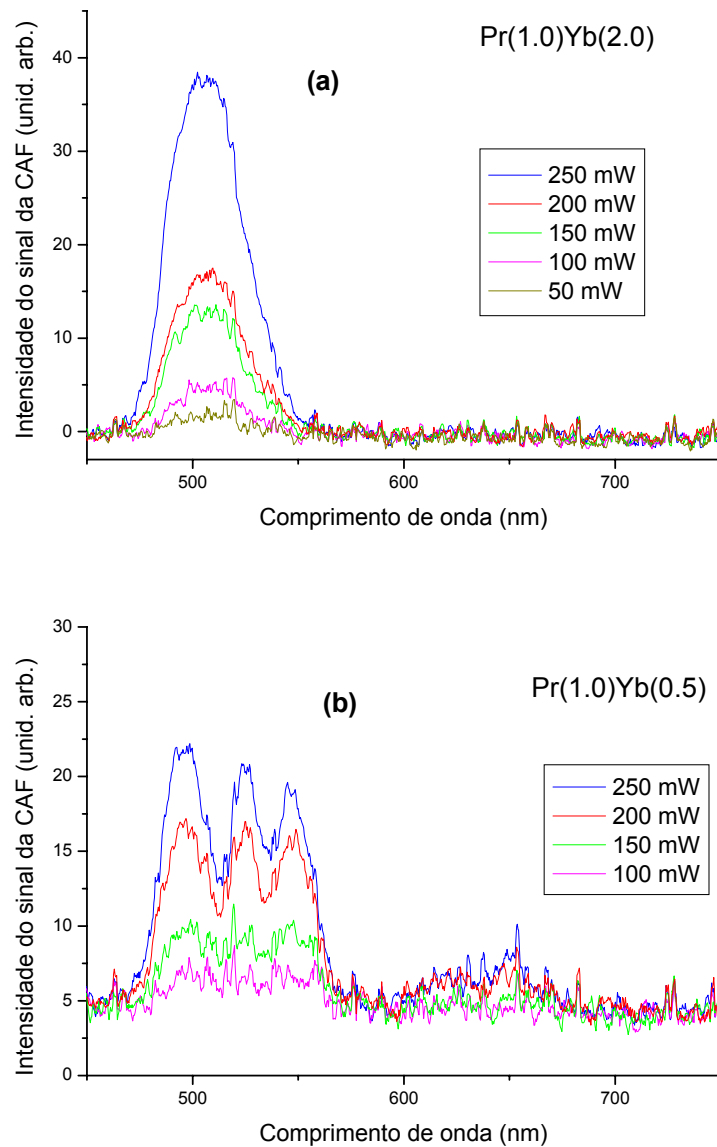 Pr(1.0)Yb(2.0)
(a)
Intensidade do sinal da CAF (unid. arb.)
40
30
20
10
0
250 mW
200 mW
150 mW
100 mW
50 mW
500
600
700
Comprimento de onda (nm)
Pr(1.0)Yb(0.5)
(b)
Intensidade do sinal da CAF (unid. arb.)
30
25
20
15
10
5
0
250 mW
200 mW
150 mW
100 mW
500
600
700
Comprimento de onda (nm)